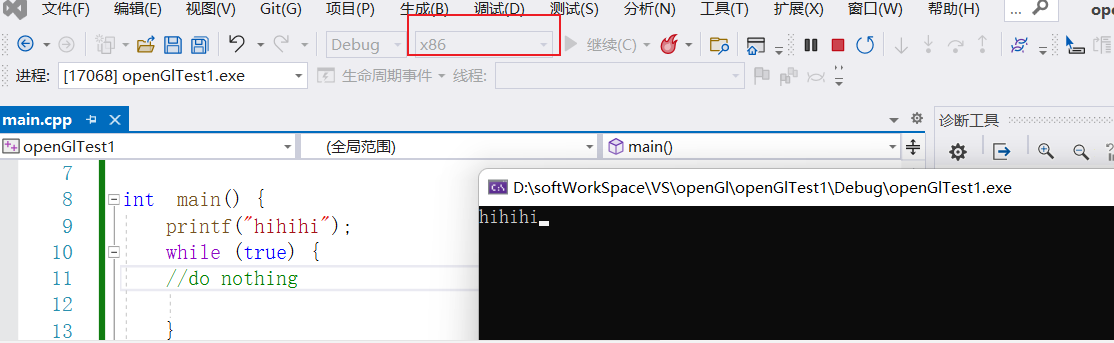 文件(F) 编辑(E) 视图(V) Git(G) 项目(P) 生成(B) 调试(D) 测试(S) 分析(N) 工具(T) 扩展(X) 窗口(W) 帮助(H) ... op
Debug x86 继续(C)
进程: [17068] openGlTest1.exe 生命周期事件 线程:
main.cpp 诊断工具
openGlTest1 (全局范围) main()
7
8 int main() {
9 printf("hihihi");
10 while (true) {
11 //do nothing
12
13 }
D:\softWorkSpace\VS\openGl\openGlTest1\Debug\openGlTest1.exe
hihihi